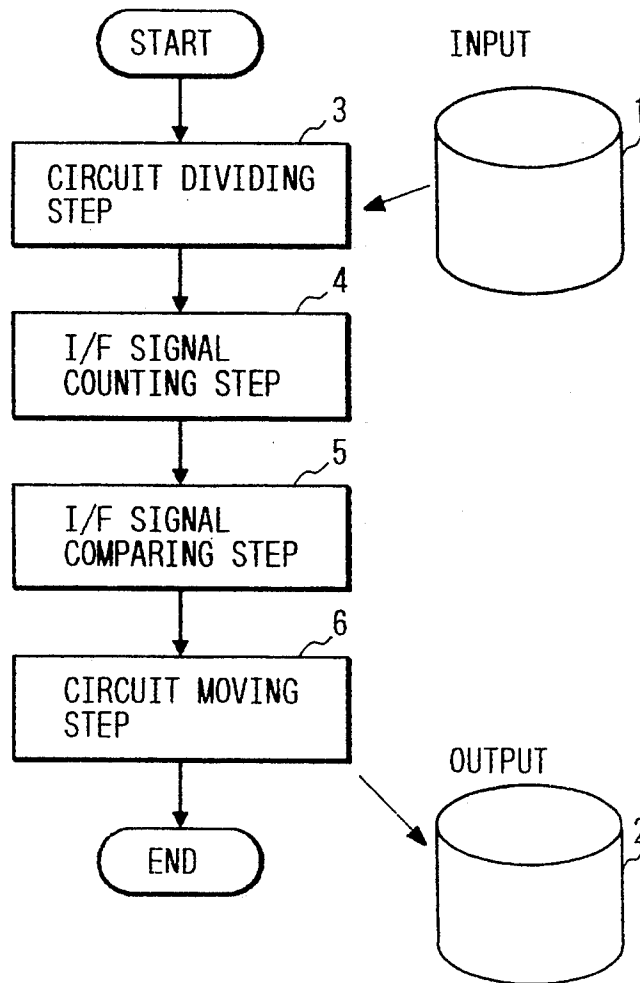 START
INPUT
3
1
CIRCUIT DIVIDING
STEP
4
I/F SIGNAL
COUNTING STEP
5
I/F SIGNAL
COMPARING STEP
6
CIRCUIT MOVING
STEP
OUTPUT
2
END